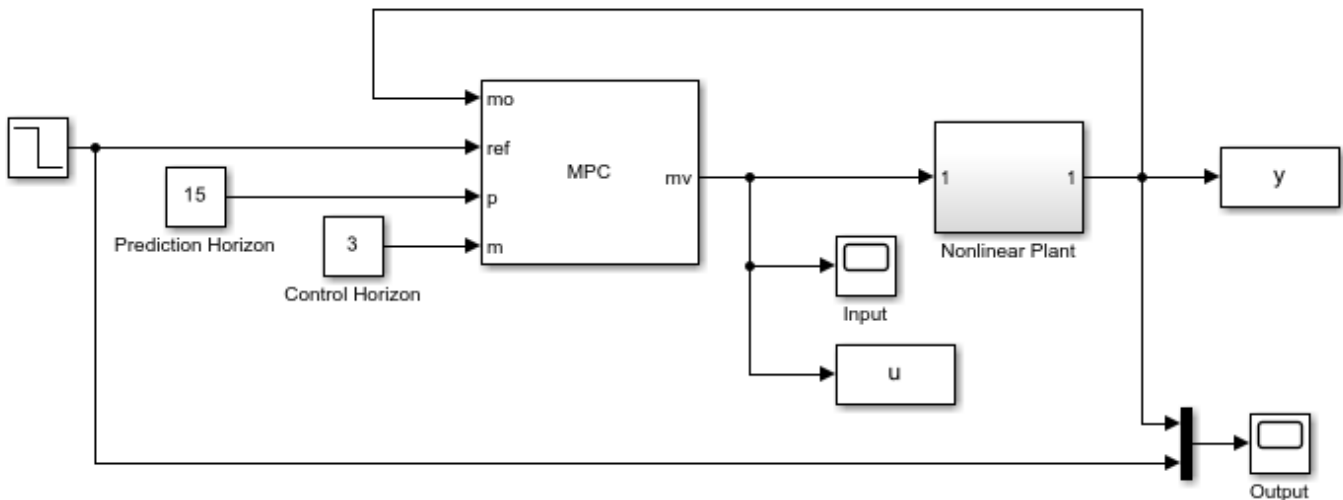 mo
ref
MPC
mv
p
m
15
Prediction Horizon
3
Control Horizon
1
1
Nonlinear Plant
y
Input
u
Output